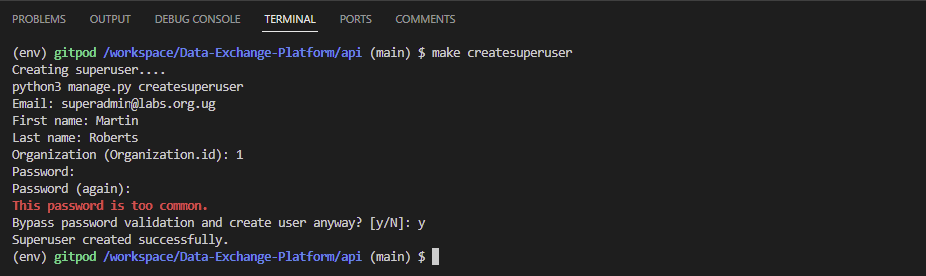 PROBLEMS OUTPUT DEBUG CONSOLE TERMINAL PORTS COMMENTS
(env) gitpod /workspace/Data-Exchange-Platform/api (main) $ make createsuperuser
Creating superuser....
python3 manage.py createsuperuser
Email: superadmin@labs.org.ug
First name: Martin
Last name: Roberts
Organization (Organization.id): 1
Password:
Password (again):
This password is too common.
Bypass password validation and create user anyway? [y/N]: y
Superuser created successfully.
(env) gitpod /workspace/Data-Exchange-Platform/api (main) $